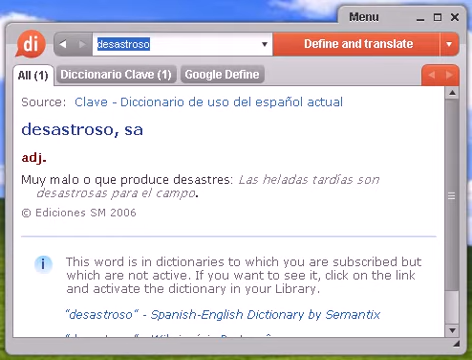 Menu
di
desastroso
Define and translate
All (1)
Diccionario Clave (1)
Google Define
Source: Clave - Diccionario de uso del español actual
desastroso, sa
adj.
Muy malo o que produce desastres: Las heladas tardías son
desastrosas para el campo.
© Ediciones SM 2006
i
This word is in dictionaries to which you are subscribed but
which are not active. If you want to see it, click on the link
and activate the dictionary in your Library.
"desastroso" - Spanish-English Dictionary by Semantix